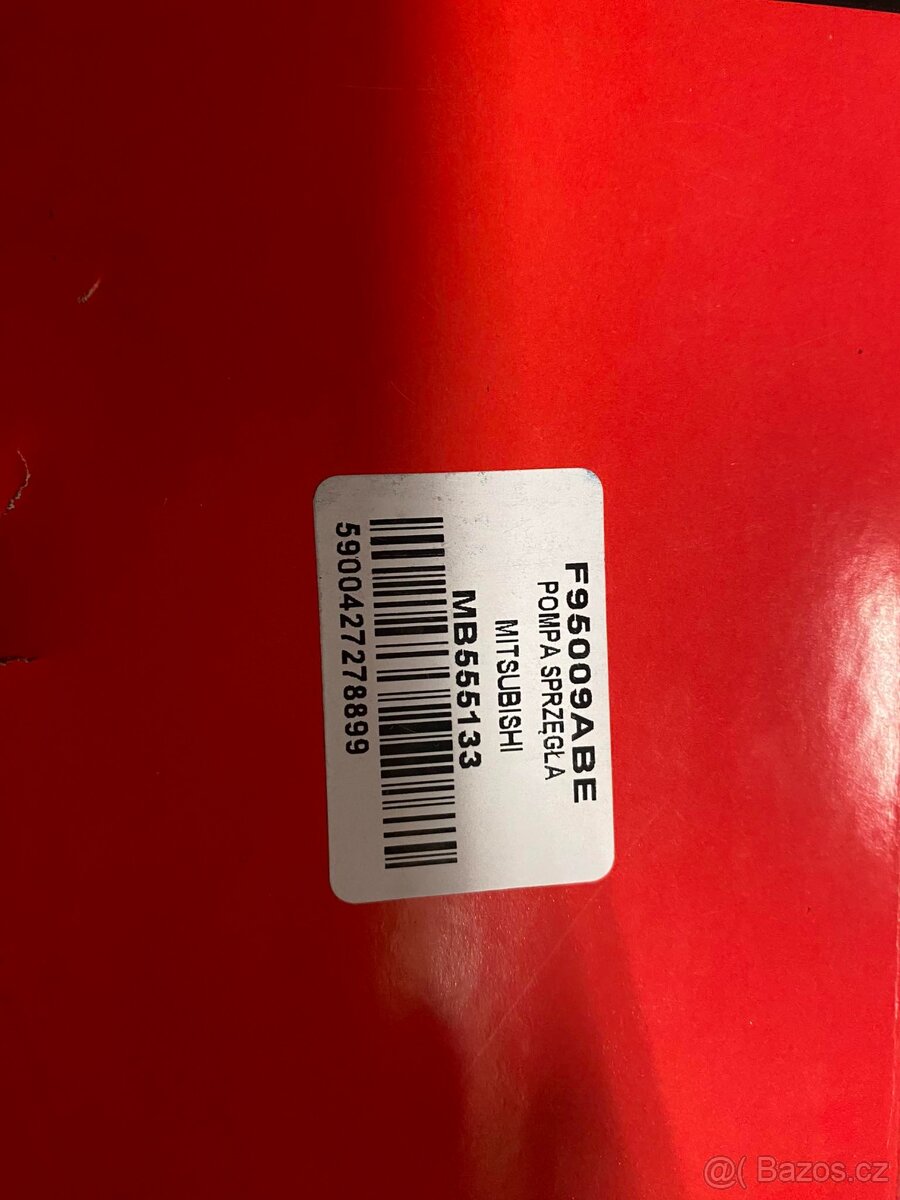 F95009ABE
POMPA SPRZĘGŁA
MITSUBISHI
MB555133
5900427278899
@( Bazos.cz